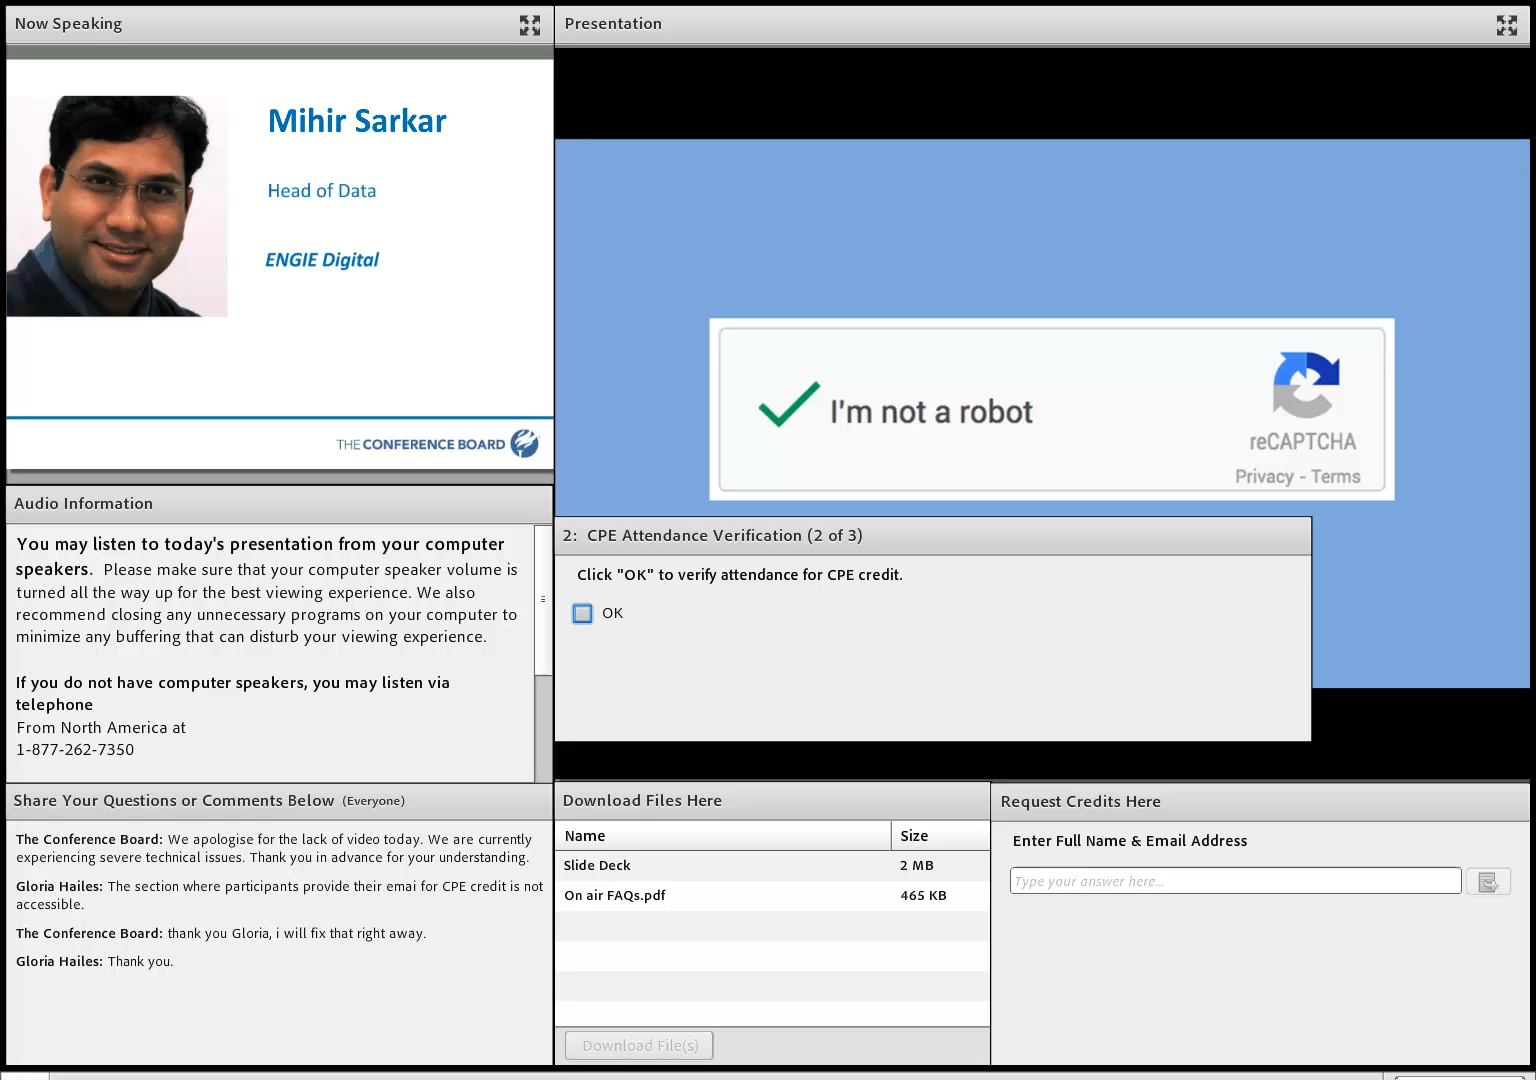 Now Speaking
Mihir Sarkar
Head of Data
ENGIE Digital
THE CONFERENCE BOARD
Audio Information
You may listen to today's presentation from your computer
speakers. Please make sure that your computer speaker volume is
turned all the way up for the best viewing experience. We also
recommend closing any unnecessary programs on your computer to
minimize any buffering that can disturb your viewing experience.
If you do not have computer speakers, you may listen via
telephone
From North America at
1-877-262-7350
Share Your Questions or Comments Below (Everyone)
The Conference Board: We apologise for the lack of video today. We are currently
experiencing severe technical issues. Thank you in advance for your understanding.
Gloria Hailes: The section where participants provide their emai for CPE credit is not
accessible.
The Conference Board: thank you Gloria, i will fix that right away.
Gloria Hailes: Thank you.
Presentation
I'm not a robot
reCAPTCHA
Privacy - Terms
2: CPE Attendance Verification (2 of 3)
Click "OK" to verify attendance for CPE credit.
OK
Download Files Here
Name Size
Slide Deck 2 MB
On air FAQs.pdf 465 KB
Download File(s)
Request Credits Here
Enter Full Name & Email Address
Type your answer here...